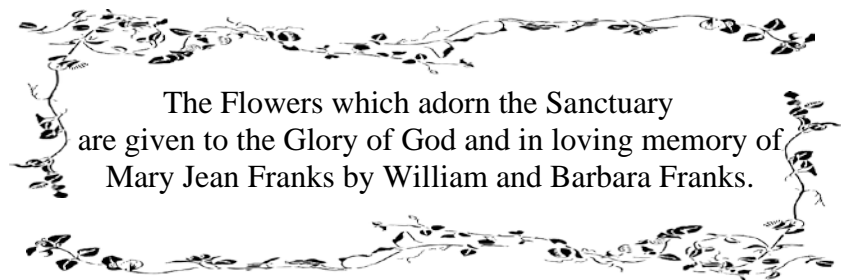 The Flowers which adorn the Sanctuary
are given to the Glory of God and in loving memory of
Mary Jean Franks by William and Barbara Franks.